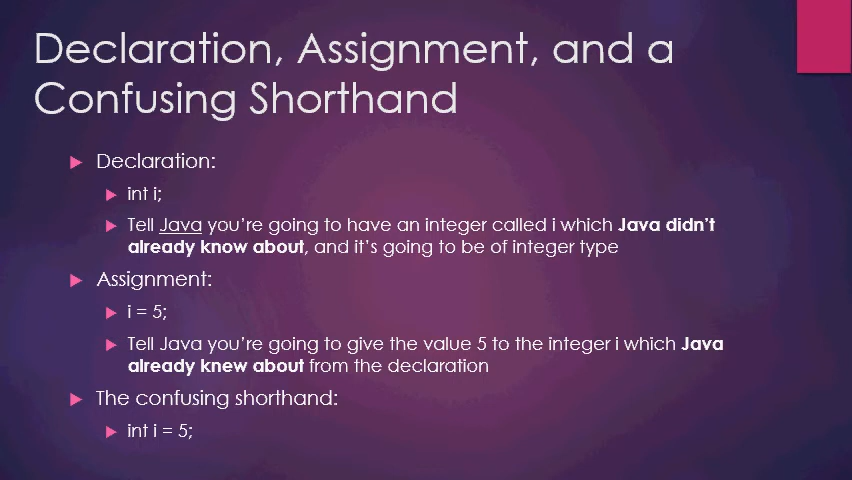 Declaration, Assignment, and a
Confusing Shorthand
Declaration:
int i;
Tell Java you're going to have an integer called i which Java didn't
already know about, and it's going to be of integer type
Assignment:
i = 5;
Tell Java you're going to give the value 5 to the integer i which Java
already knew about from the declaration
The confusing shorthand:
int i = 5;